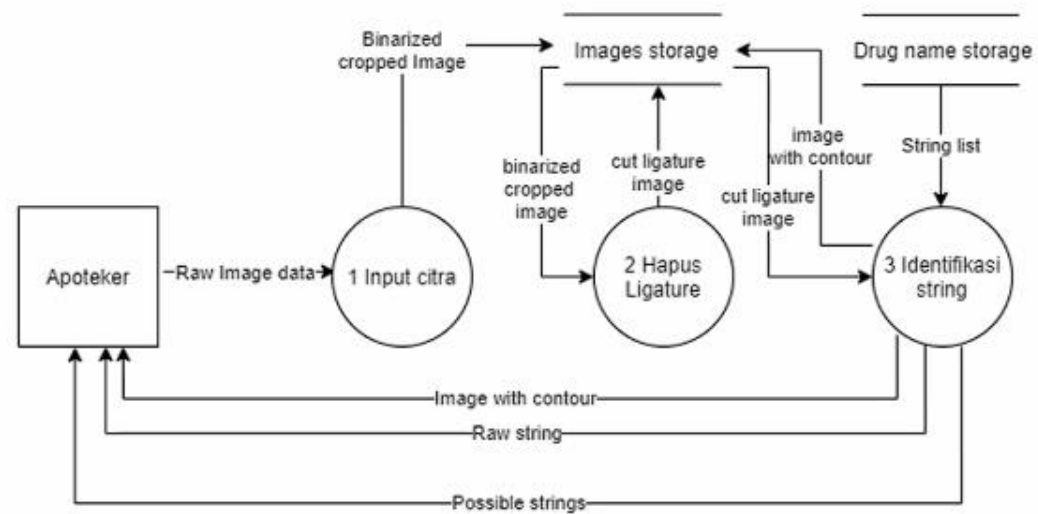 Binarized
cropped Image
Images storage
Drug name storage
image
with contour
String list
binarized
cropped
image
cut ligature
image
cut ligature
image
Apoteker
Raw Image data
1 Input citra
2 Hapus
Ligature
3 Identifikasi
string
Image with contour
Raw string
Possible strings